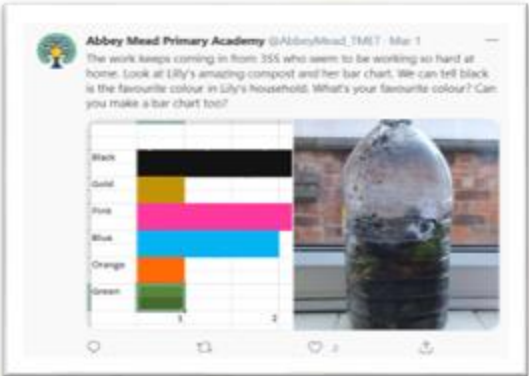 Abbey Mead Primary Academy @AbbeyMead_TMET · Mar 1
The work keeps coming in from 3SS who seem to be working so hard at
home. Look at Lilly's amazing compost and her bar chart. We can tell black
is the favourite colour in Lily's household. What's your favourite colour? Can
you make a bar chart too?
Black
Gold
Pink
Blue
Orange
Green
1 2